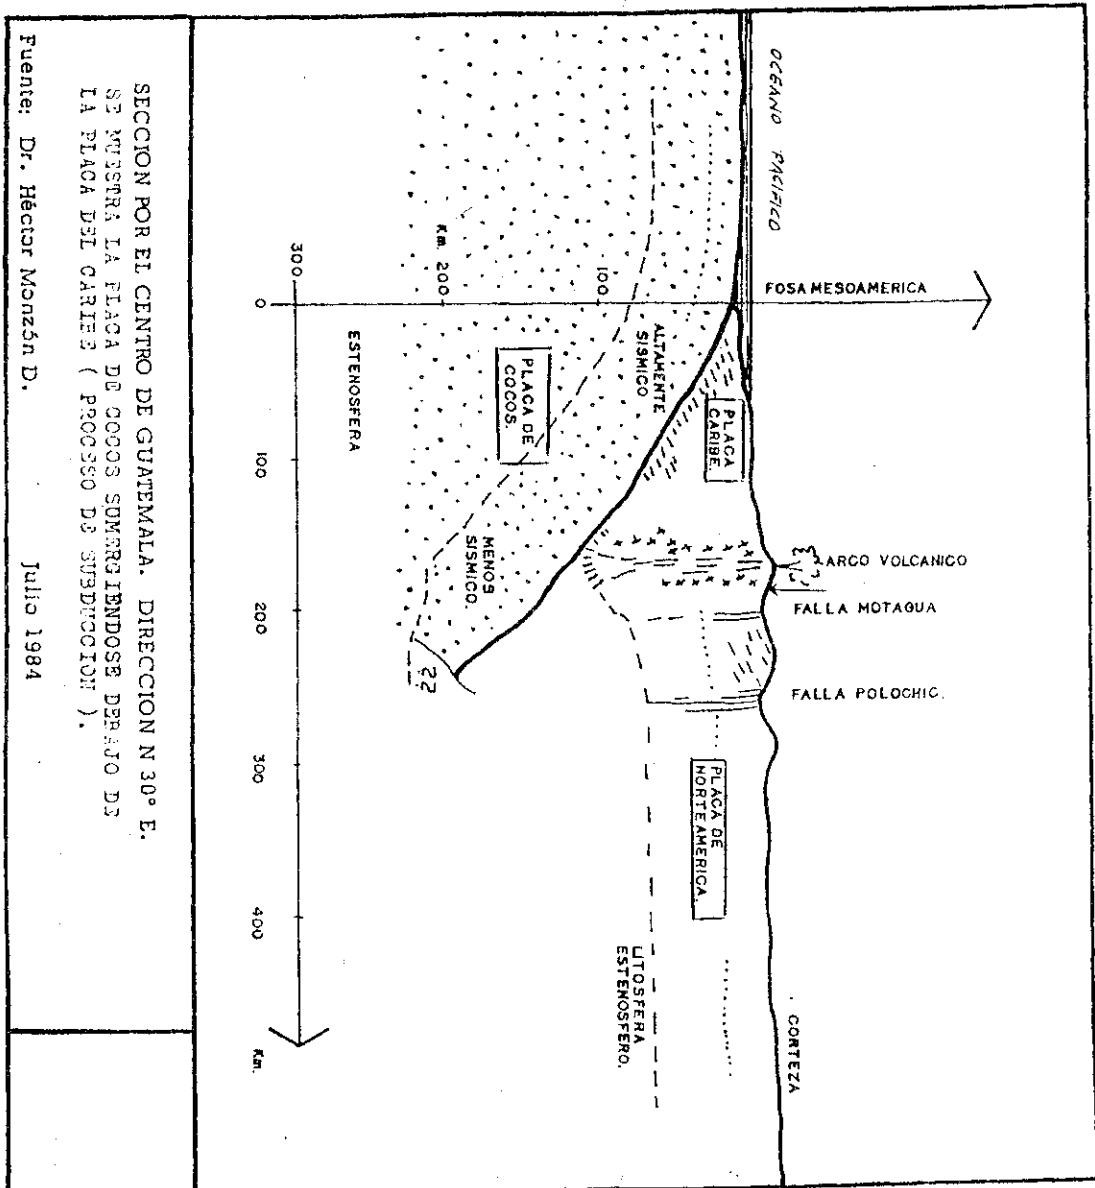 OCEANO PACIFICO
FOSA MESOAMERICA
PLACA
CARIBE.
ARCO VOLCANICO
FALLA MOTAGUA
FALLA POLOCHIC.
CORTEZA
PLACA DE
NORTEAMERICA.
LITOSFERA
ESTENOSFERO.
ALTAMENTE
SISMICO
PLACA DE
COCOS.
MENOS
SISMICO.
??
ESTENOSFERA
100
Km. 200
300
0
100
200
300
400
Km.
SECCION POR EL CENTRO DE GUATEMALA. DIRECCION N 30° E.
SE MUESTRA LA PLACA DE COCOS SUMERGIENDOSE DEBAJO DE
LA PLACA DEL CARIBE ( PROCESO DE SUBDUCCION ).
Fuente: Dr. Héctor Monzón D. Julio 1984